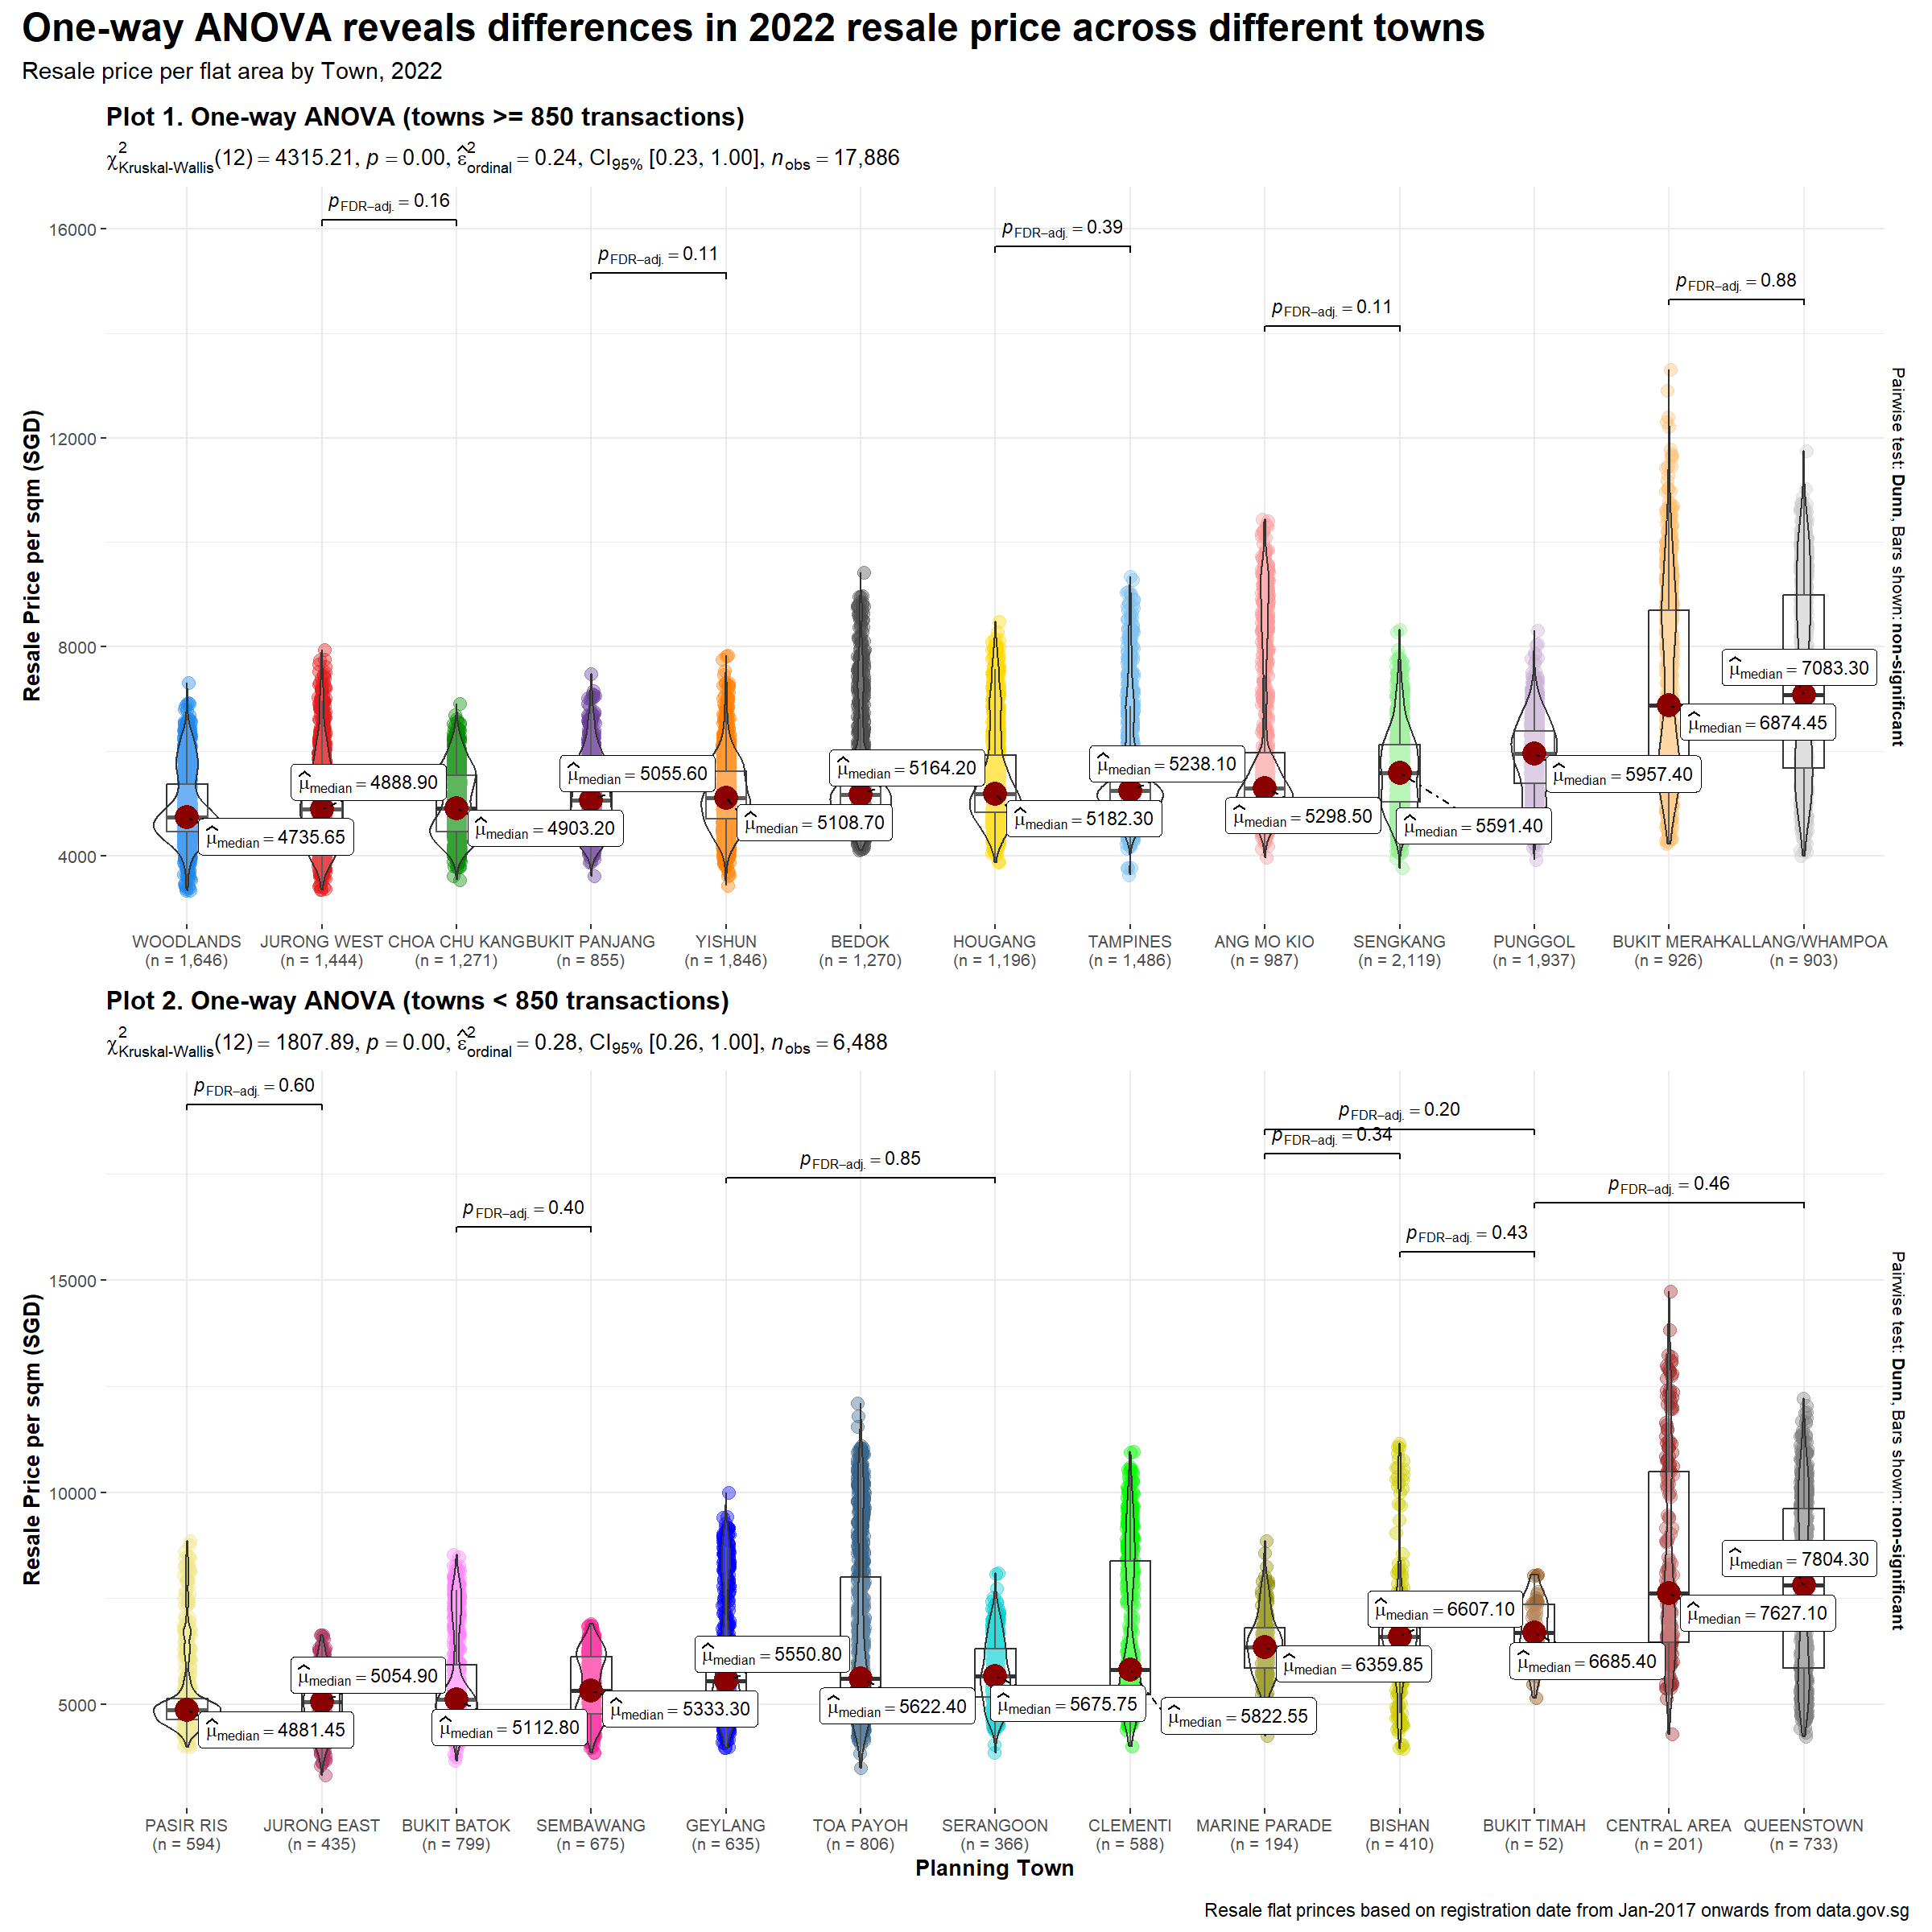 One-way ANOVA reveals differences in 2022 resale price across different towns
Resale price per flat area by Town, 2022
Plot 1. One-way ANOVA (towns >= 850 transactions)
χ²Kruskal-Wallis(12) = 4315.21, p = 0.00, ε̂²ordinal = 0.24, CI95% [0.23, 1.00], nobs = 17,886
pFDR–adj. = 0.16
pFDR–adj. = 0.39
pFDR–adj. = 0.11
pFDR–adj. = 0.88
pFDR–adj. = 0.11
16000
12000
8000
4000
Resale Price per sqm (SGD)
Pairwise test: Dunn, Bars shown: non-significant
μ̂median = 4735.65
μ̂median = 4888.90
μ̂median = 4903.20
μ̂median = 5055.60
μ̂median = 5108.70
μ̂median = 5164.20
μ̂median = 5182.30
μ̂median = 5238.10
μ̂median = 5298.50
μ̂median = 5591.40
μ̂median = 5957.40
μ̂median = 6874.45
μ̂median = 7083.30
WOODLANDS
(n = 1,646)
JURONG WEST
(n = 1,444)
CHOA CHU KANG
(n = 1,271)
BUKIT PANJANG
(n = 855)
YISHUN
(n = 1,846)
BEDOK
(n = 1,270)
HOUGANG
(n = 1,196)
TAMPINES
(n = 1,486)
ANG MO KIO
(n = 987)
SENGKANG
(n = 2,119)
PUNGGOL
(n = 1,937)
BUKIT MERAH
(n = 926)
KALLANG/WHAMPOA
(n = 903)
Plot 2. One-way ANOVA (towns < 850 transactions)
χ²Kruskal-Wallis(12) = 1807.89, p = 0.00, ε̂²ordinal = 0.28, CI95% [0.26, 1.00], nobs = 6,488
pFDR–adj. = 0.60
pFDR–adj. = 0.20
pFDR–adj. = 0.34
pFDR–adj. = 0.85
pFDR–adj. = 0.46
pFDR–adj. = 0.40
pFDR–adj. = 0.43
15000
10000
5000
Resale Price per sqm (SGD)
Pairwise test: Dunn, Bars shown: non-significant
μ̂median = 4881.45
μ̂median = 5054.90
μ̂median = 5112.80
μ̂median = 5333.30
μ̂median = 5550.80
μ̂median = 5622.40
μ̂median = 5675.75
μ̂median = 5822.55
μ̂median = 6359.85
μ̂median = 6607.10
μ̂median = 6685.40
μ̂median = 7627.10
μ̂median = 7804.30
PASIR RIS
(n = 594)
JURONG EAST
(n = 435)
BUKIT BATOK
(n = 799)
SEMBAWANG
(n = 675)
GEYLANG
(n = 635)
TOA PAYOH
(n = 806)
SERANGOON
(n = 366)
CLEMENTI
(n = 588)
MARINE PARADE
(n = 194)
BISHAN
(n = 410)
BUKIT TIMAH
(n = 52)
CENTRAL AREA
(n = 201)
QUEENSTOWN
(n = 733)
Planning Town
Resale flat princes based on registration date from Jan-2017 onwards from data.gov.sg